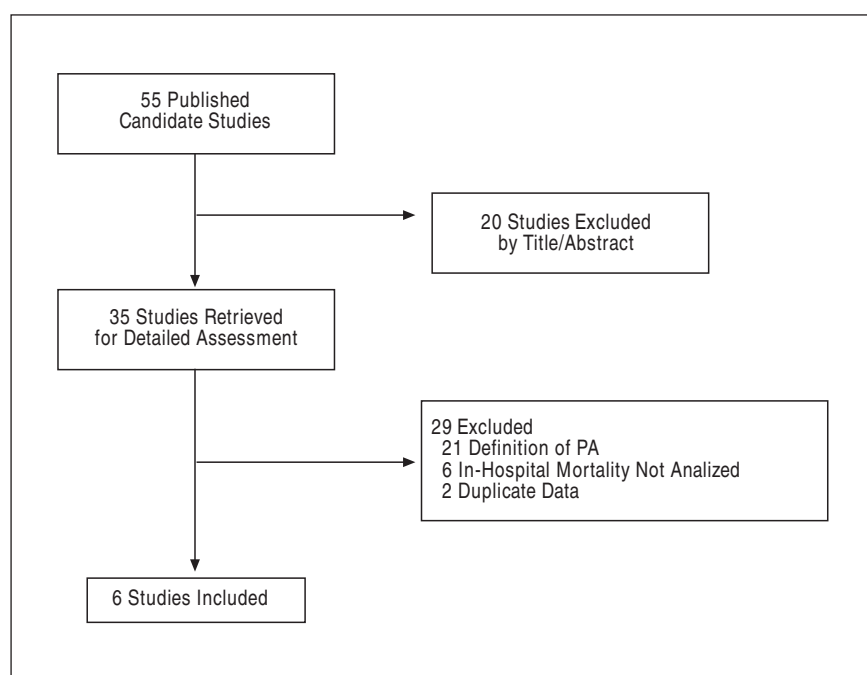 55 Published
Candidate Studies
20 Studies Excluded
by Title/Abstract
35 Studies Retrieved
for Detailed Assessment
29 Excluded
21 Definition of PA
6 In-Hospital Mortality Not Analized
2 Duplicate Data
6 Studies Included